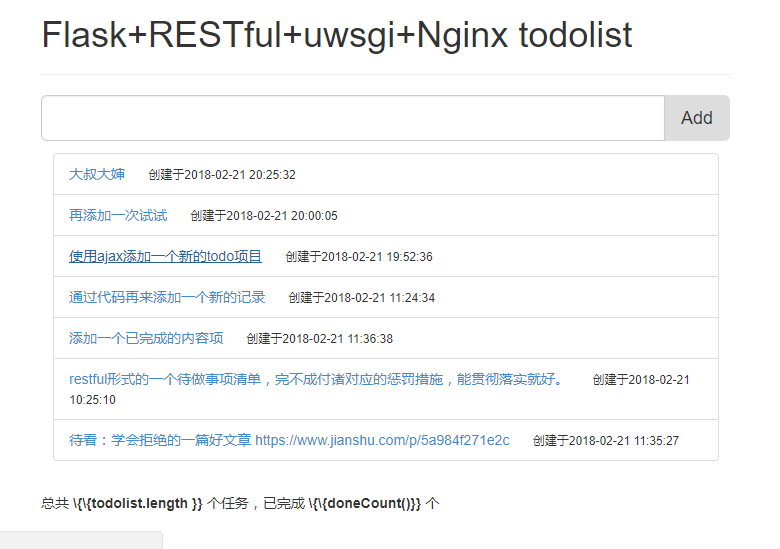 Flask+RESTful+uwsgi+Nginx todolist
Add
大叔大婶 创建于2018-02-21 20:25:32
再添加一次试试 创建于2018-02-21 20:00:05
使用ajax添加一个新的todo项目 创建于2018-02-21 19:52:36
通过代码再来添加一个新的记录 创建于2018-02-21 11:24:34
添加一个已完成的内容项 创建于2018-02-21 11:36:38
restful形式的一个待做事项清单，完不成付诸对应的惩罚措施，能贯彻落实就好。 创建于2018-02-21
10:25:10
待看：学会拒绝的一篇好文章 https://www.jianshu.com/p/5a984f271e2c 创建于2018-02-21 11:35:27
总共 \{\{todolist.length }} 个任务，已完成 \{\{doneCount()}} 个